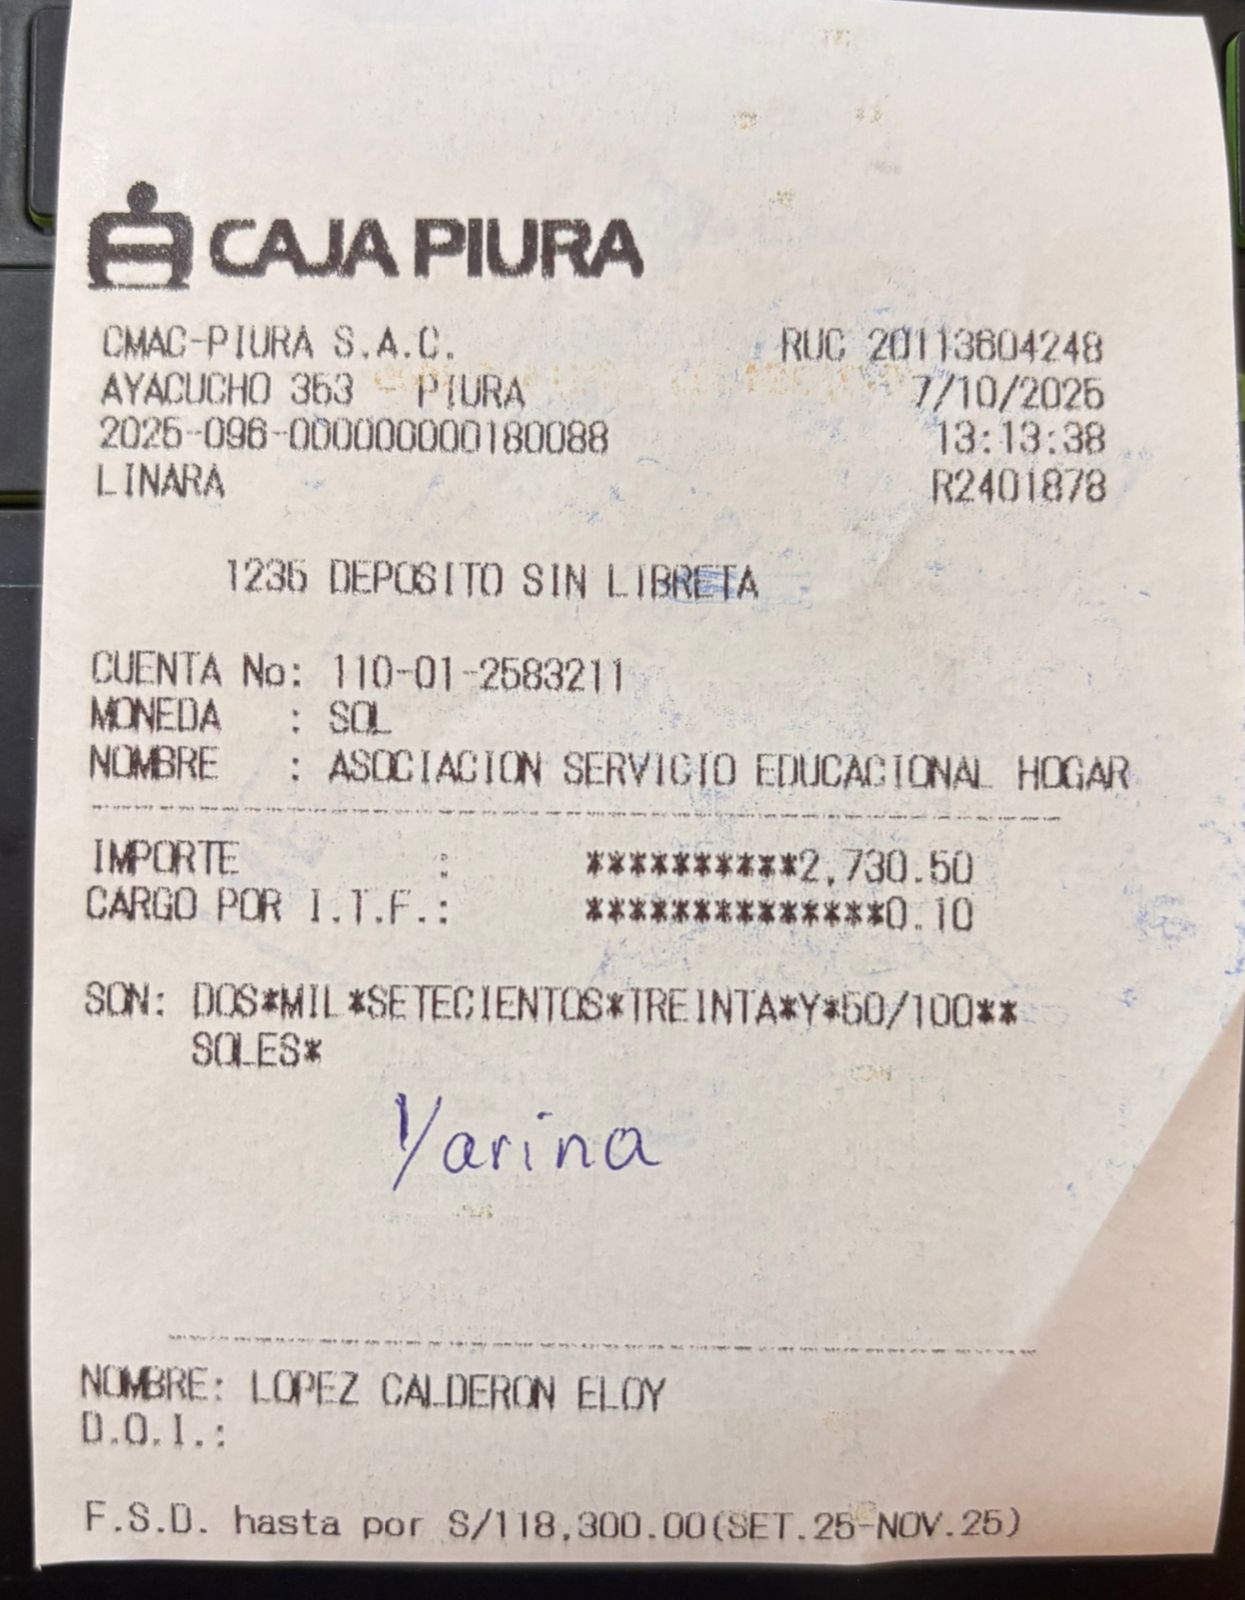 CAJA PIURA
CMAC-PIURA S.A.C. RUC 20113604248
AYACUCHO 353 - PIURA 7/10/2025
2025-096-000000000180088 13:13:38
LINARA R2401878
1235 DEPOSITO SIN LIBRETA
CUENTA No: 110-01-2583211
MONEDA : SOL
NOMBRE : ASOCIACION SERVICIO EDUCACIONAL HOGAR
IMPORTE : **********2,730.50
CARGO POR I.T.F.: **************0.10
SON: DOS*MIL*SETECIENTOS*TREINTA*Y*50/100**
SOLES*
Yarina
NOMBRE: LOPEZ CALDERON ELOY
D.O.I.:
F.S.D. hasta por S/118,300.00(SET.25-NOV.25)